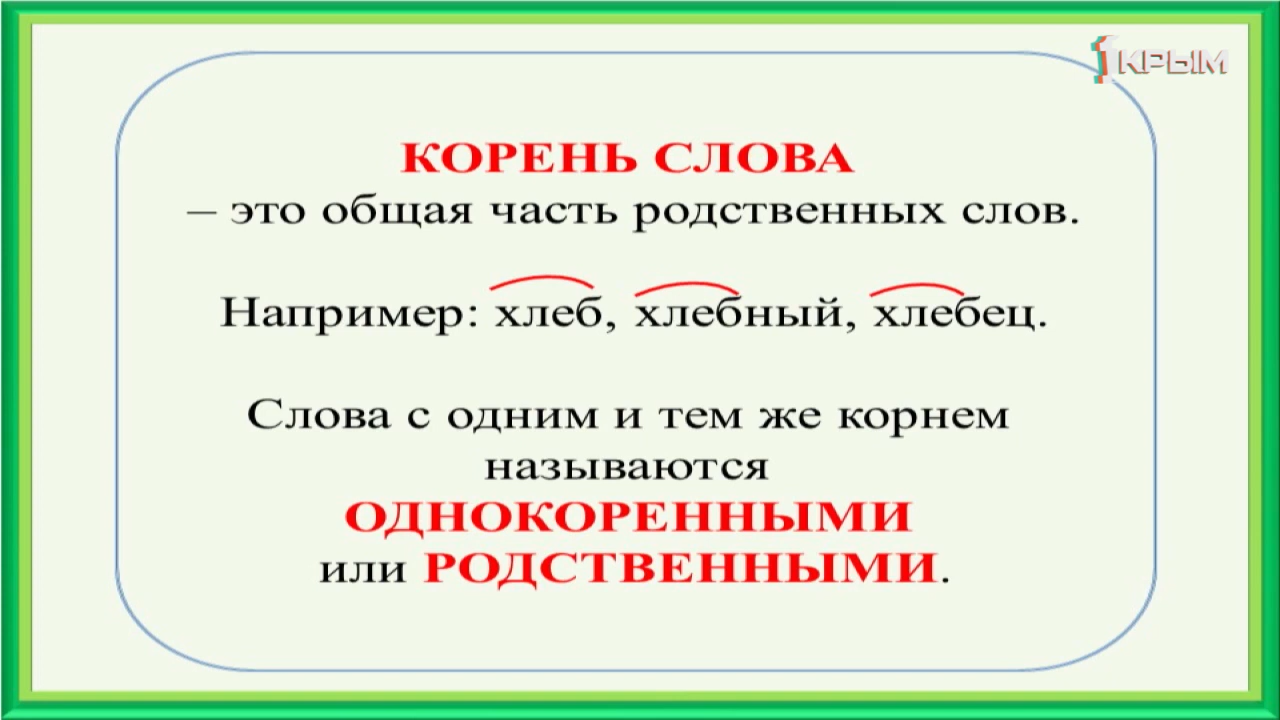 1КРЫМ
КОРЕНЬ СЛОВА
– это общая часть родственных слов.
Например: хлеб, хлебный, хлебец.
Слова с одним и тем же корнем
называются
ОДНОКОРЕННЫМИ
или РОДСТВЕННЫМИ.